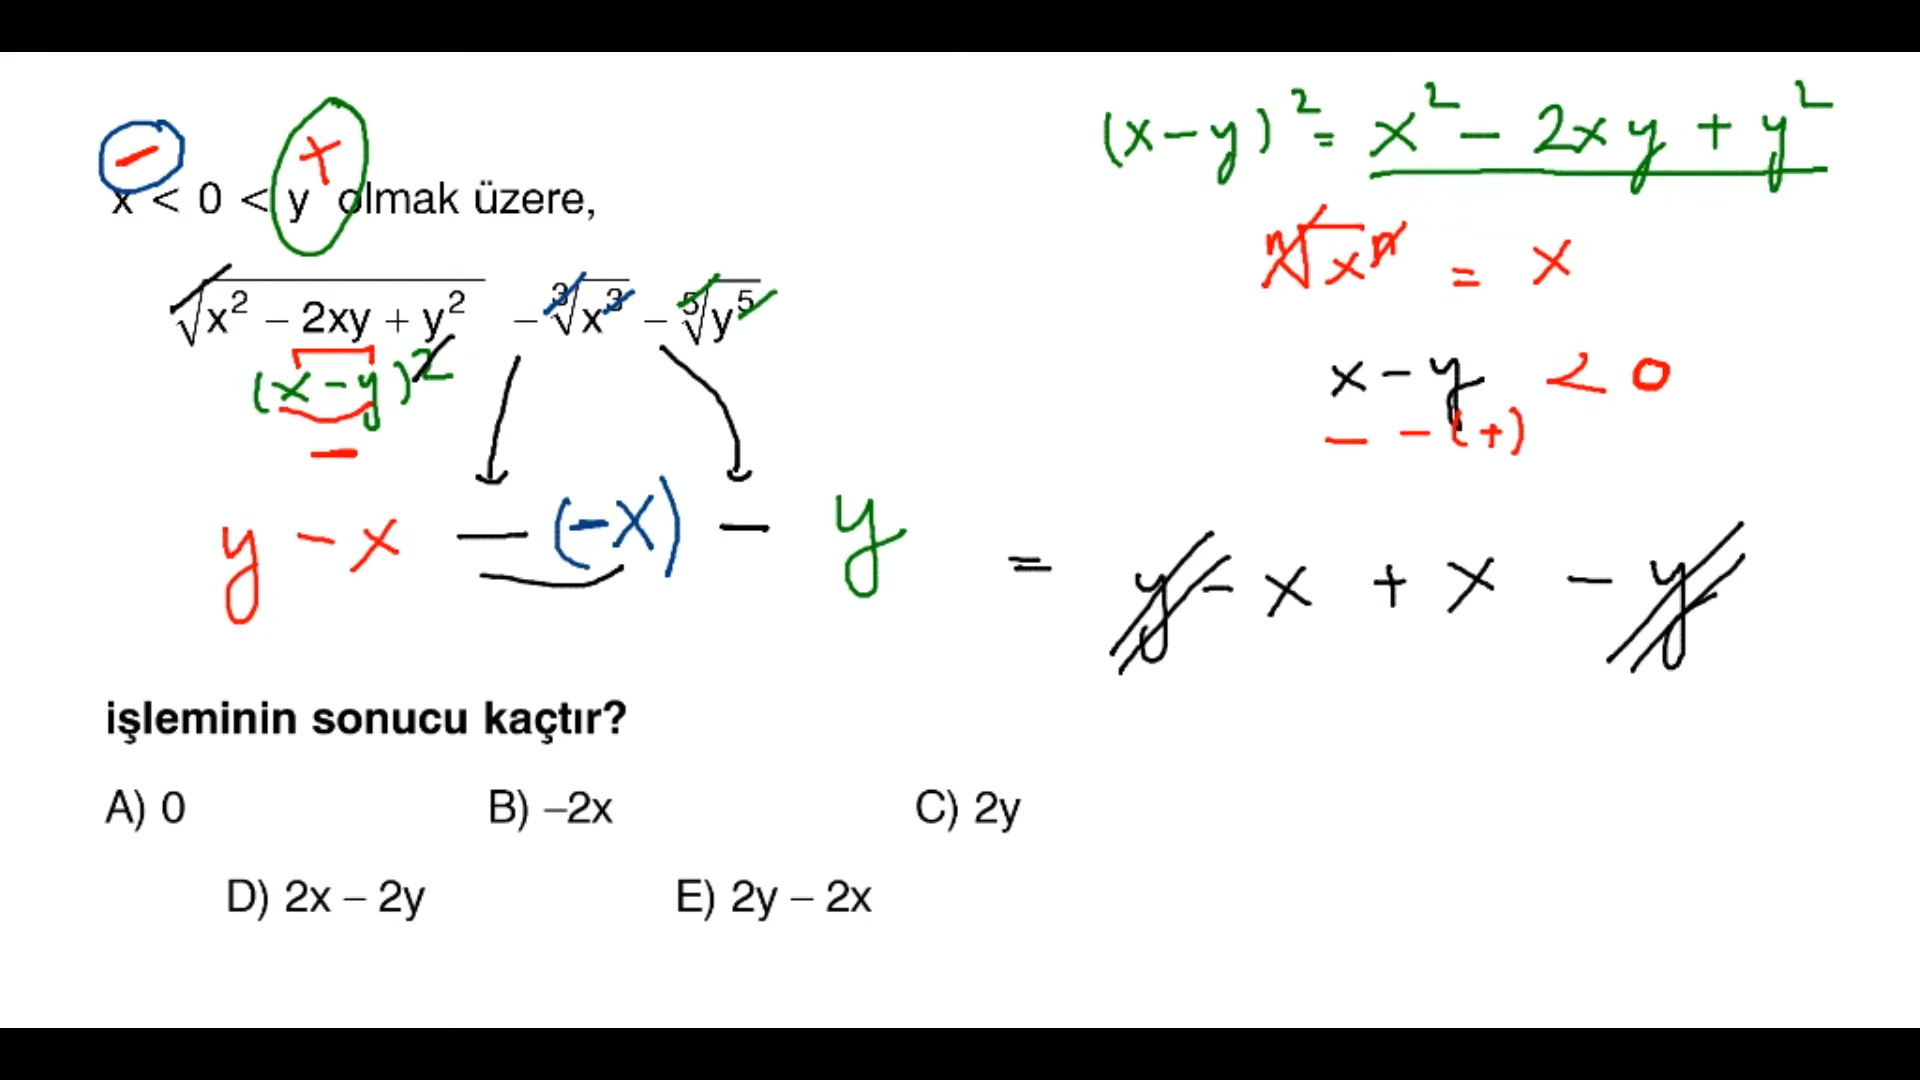 (x-y)² = x² - 2xy + y²
− +
x < 0 < y olmak üzere,
ⁿ√xⁿ = x
√x² – 2xy + y² – ³√x³ – ⁵√y⁵
(x-y)²
−
x - y < 0
− -(+)
y - x - (-x) - y = y - x + x - y
işleminin sonucu kaçtır?
A) 0 B) –2x C) 2y
D) 2x – 2y E) 2y – 2x